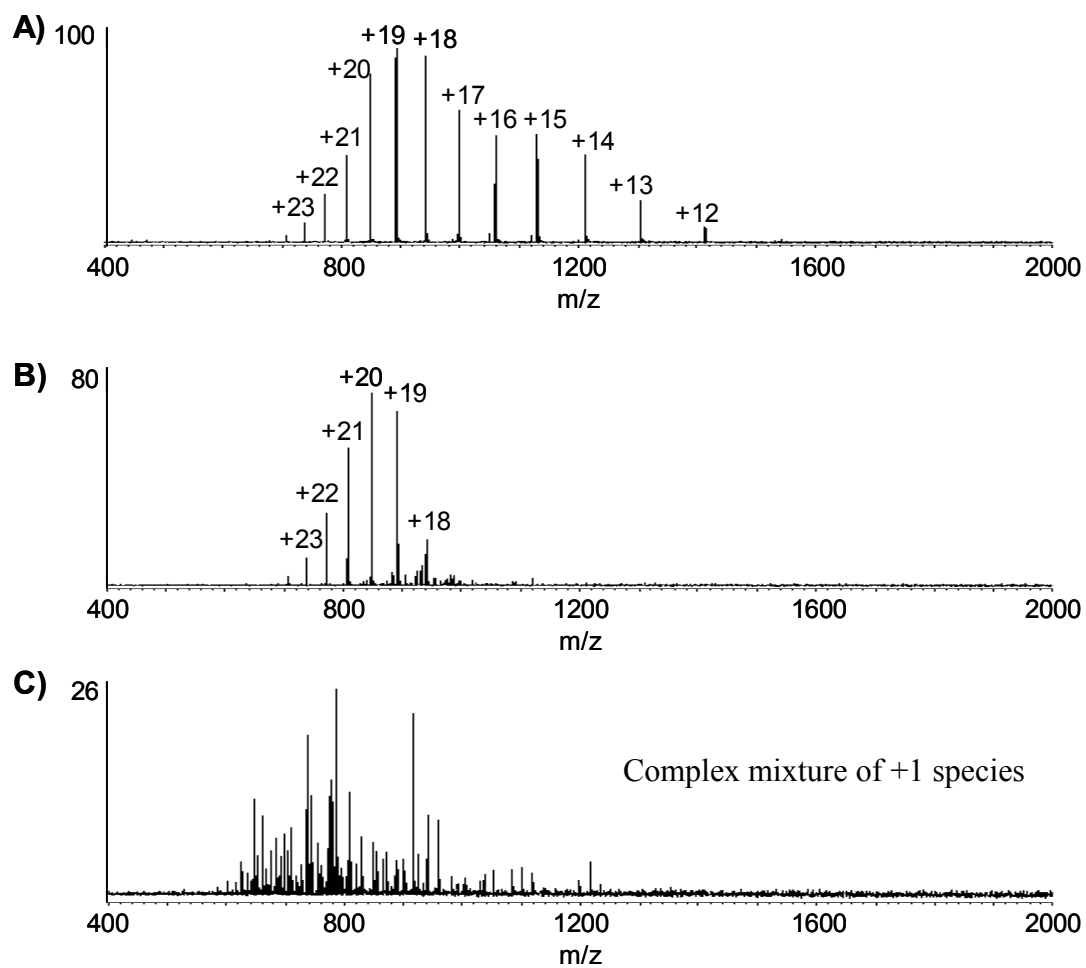 A) 100
+19 +18
+20
+17
+16 +15
+21
+14
+22
+13
+23
+12
400 800 1200 1600 2000
m/z
B) 80
+20
+19
+21
+22
+18
+23
400 800 1200 1600 2000
m/z
C) 26
Complex mixture of +1 species
400 800 1200 1600 2000
m/z